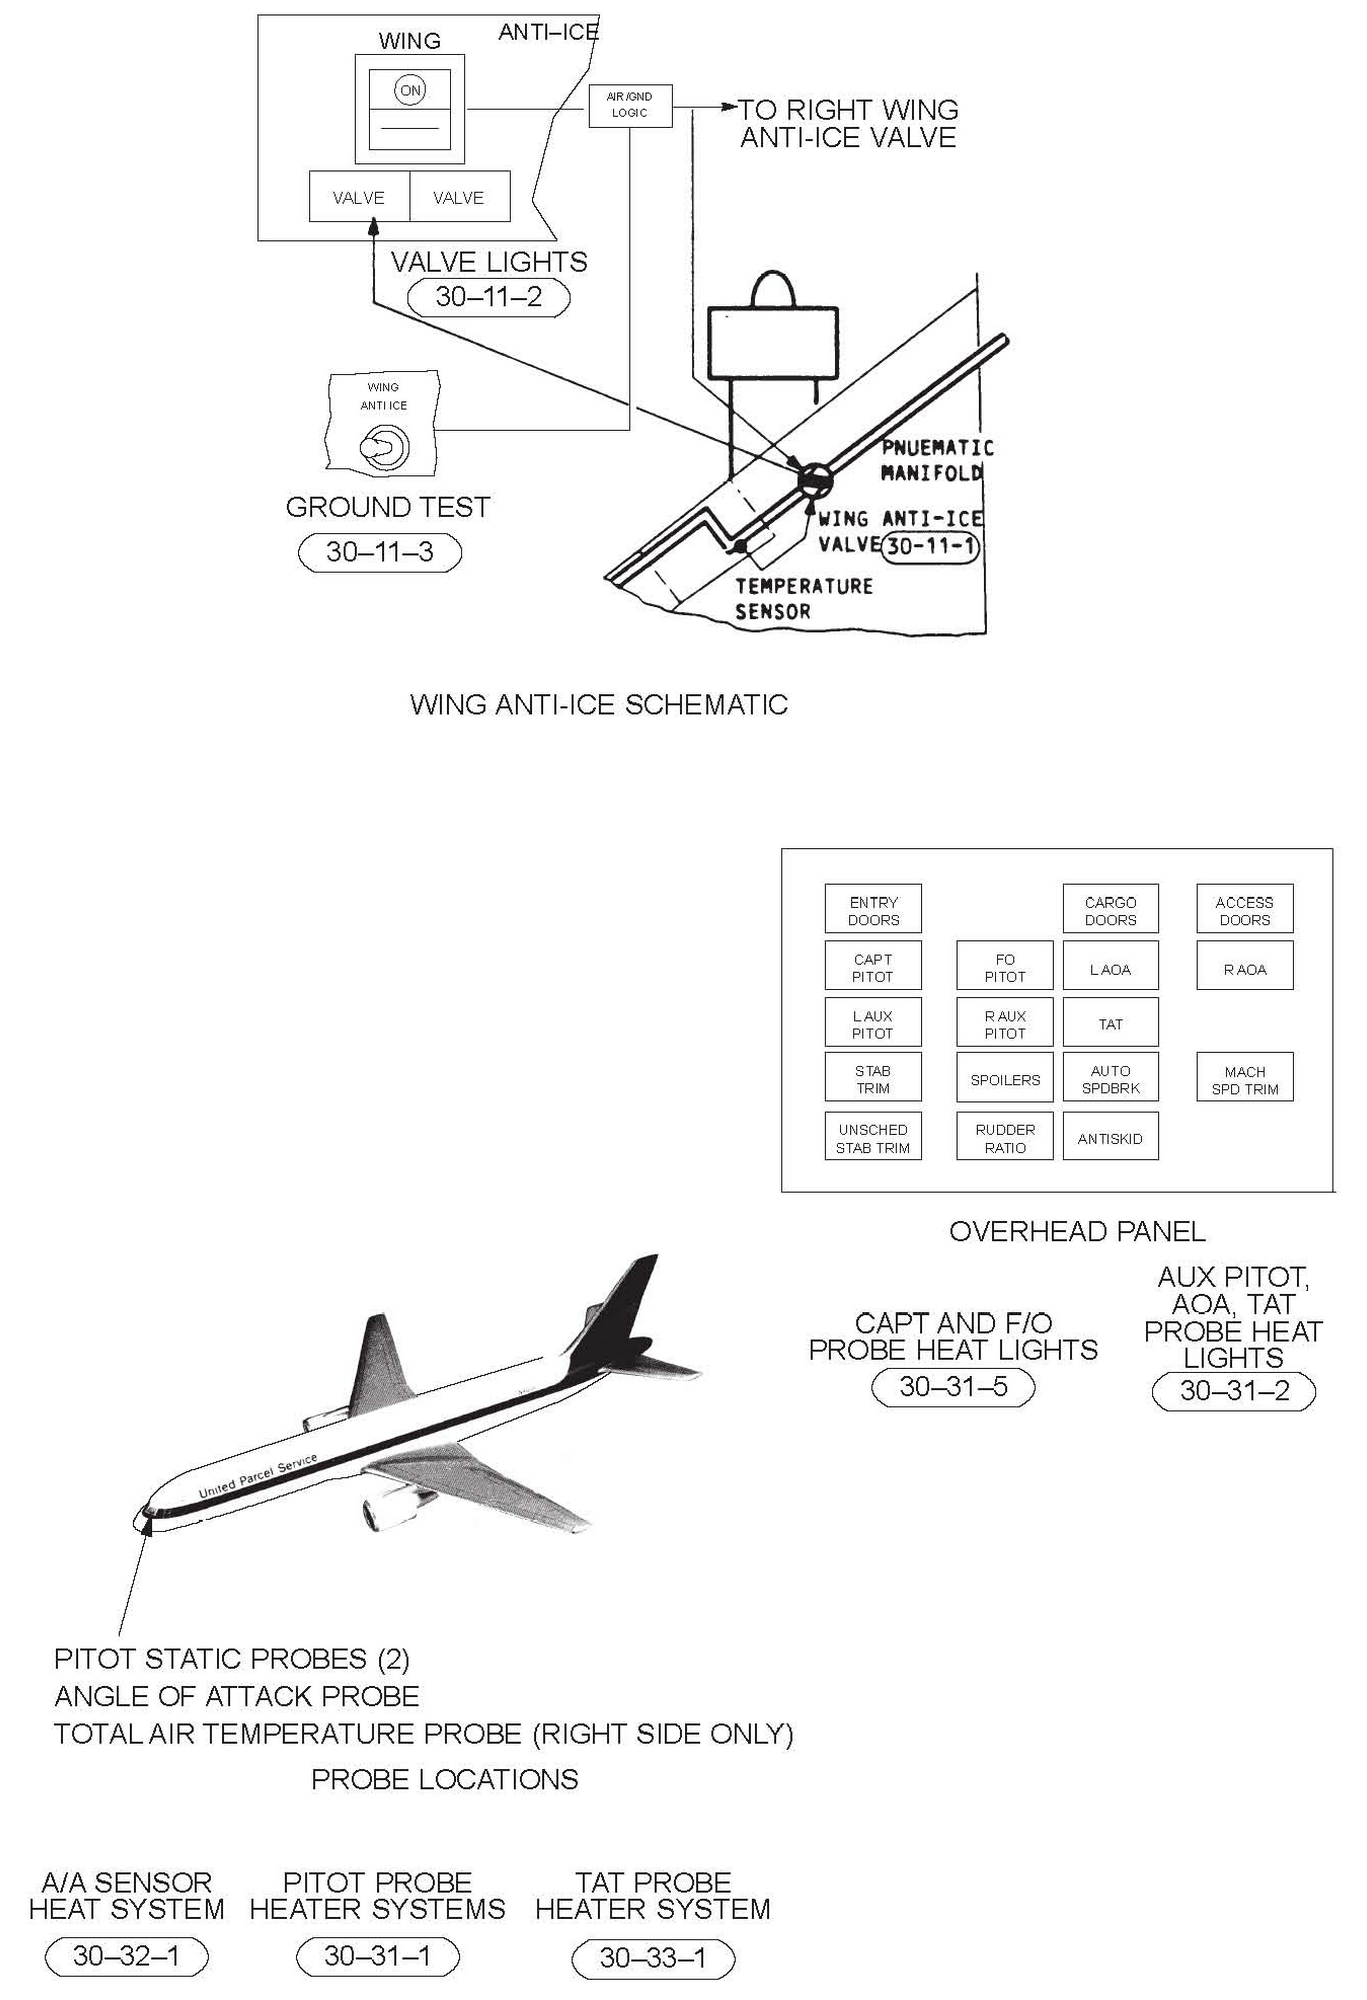 ANTI–ICE
WING
ON
AIR/GND
LOGIC
TO RIGHT WING
ANTI-ICE VALVE
VALVE
VALVE
VALVE LIGHTS
30–11–2
WING
ANTI ICE
GROUND TEST
30–11–3
PNUEMATIC
MANIFOLD
WING ANTI-ICE
VALVE 30-11-1
TEMPERATURE
SENSOR
WING ANTI-ICE SCHEMATIC
ENTRY
DOORS
CARGO
DOORS
ACCESS
DOORS
CAPT
PITOT
FO
PITOT
L AOA
R AOA
L AUX
PITOT
R AUX
PITOT
TAT
STAB
TRIM
SPOILERS
AUTO
SPDBRK
MACH
SPD TRIM
UNSCHED
STAB TRIM
RUDDER
RATIO
ANTISKID
OVERHEAD PANEL
CAPT AND F/O
PROBE HEAT LIGHTS
30–31–5
AUX PITOT,
AOA, TAT
PROBE HEAT
LIGHTS
30–31–2
United Parcel Service
PITOT STATIC PROBES (2)
ANGLE OF ATTACK PROBE
TOTAL AIR TEMPERATURE PROBE (RIGHT SIDE ONLY)
PROBE LOCATIONS
A/A SENSOR
HEAT SYSTEM
30–32–1
PITOT PROBE
HEATER SYSTEMS
30–31–1
TAT PROBE
HEATER SYSTEM
30–33–1